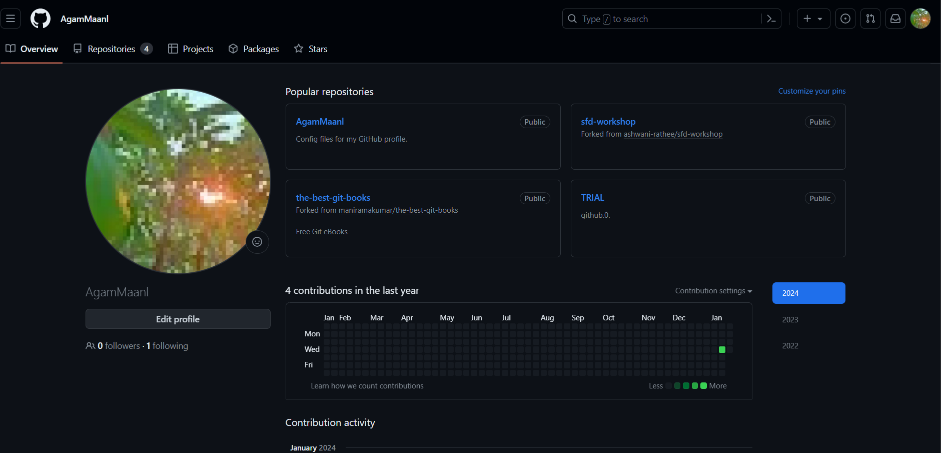 AgamMaanl
Type / to search
Overview
Repositories 4
Projects
Packages
Stars
Popular repositories
Customize your pins
AgamMaanl
Public
Config files for my GitHub profile.
sfd-workshop
Public
Forked from ashwani-rathee/sfd-workshop
the-best-git-books
Public
Forked from maniramakumar/the-best-git-books
Free Git eBooks
TRIAL
Public
github.0.
AgamMaanl
Edit profile
0 followers · 1 following
4 contributions in the last year
Contribution settings
2024
2023
2022
Jan Feb Mar Apr May Jun Jul Aug Sep Oct Nov Dec Jan
Mon
Wed
Fri
Learn how we count contributions
Less More
Contribution activity
January 2024